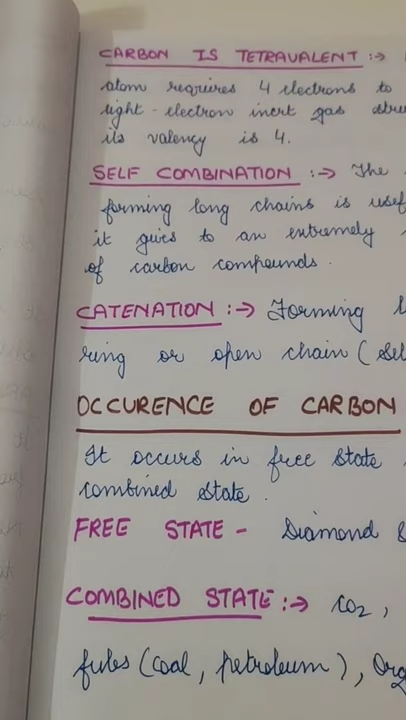 CARBON IS TETRAVALENT :->
atom requires 4 electrons to
eight-electron inert gas
its valency is 4.
SELF COMBINATION :-> The
forming long chains is
it gives to an extremely
of carbon compounds.
CATENATION :-> Forming
ring or open chain (
OCCURENCE OF CARBON
It occurs in free state
combined state.
FREE STATE - Diamond &
COMBINED STATE :-> CO2,
fules (coal, petroleum),